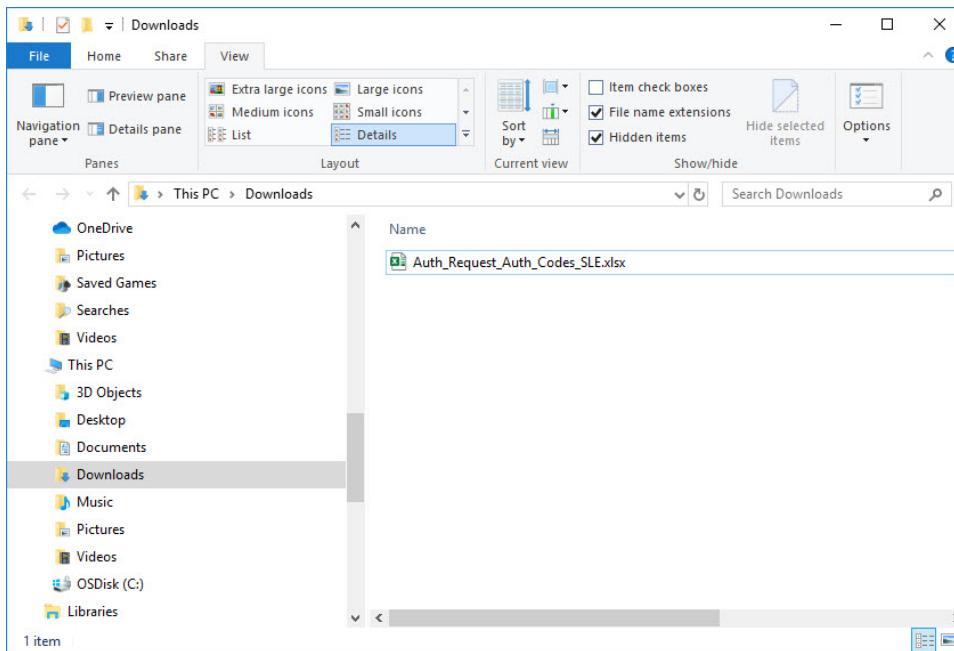 Downloads
File Home Share View
Navigation pane
Preview pane
Details pane
Panes
Extra large icons Large icons
Medium icons Small icons
List Details
Layout
Sort by
Current view
Item check boxes
File name extensions
Hidden items
Hide selected items
Show/hide
Options
This PC > Downloads
Search Downloads
OneDrive
Pictures
Saved Games
Searches
Videos
This PC
3D Objects
Desktop
Documents
Downloads
Music
Pictures
Videos
OSDisk (C:)
Libraries
Name
Auth_Request_Auth_Codes_SLE.xlsx
1 item